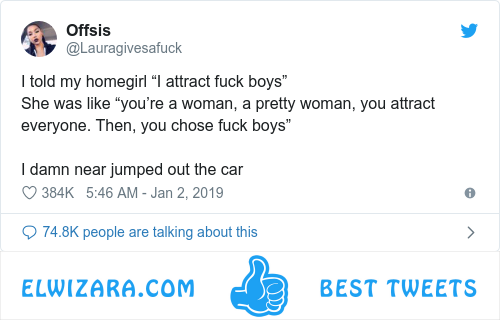 Offsis
@Lauragivesafuck
I told my homegirl “I attract fuck boys”
She was like “you’re a woman, a pretty woman, you attract
everyone. Then, you chose fuck boys”
I damn near jumped out the car
384K 5:46 AM - Jan 2, 2019
74.8K people are talking about this
ELWIZARA.COM BEST TWEETS